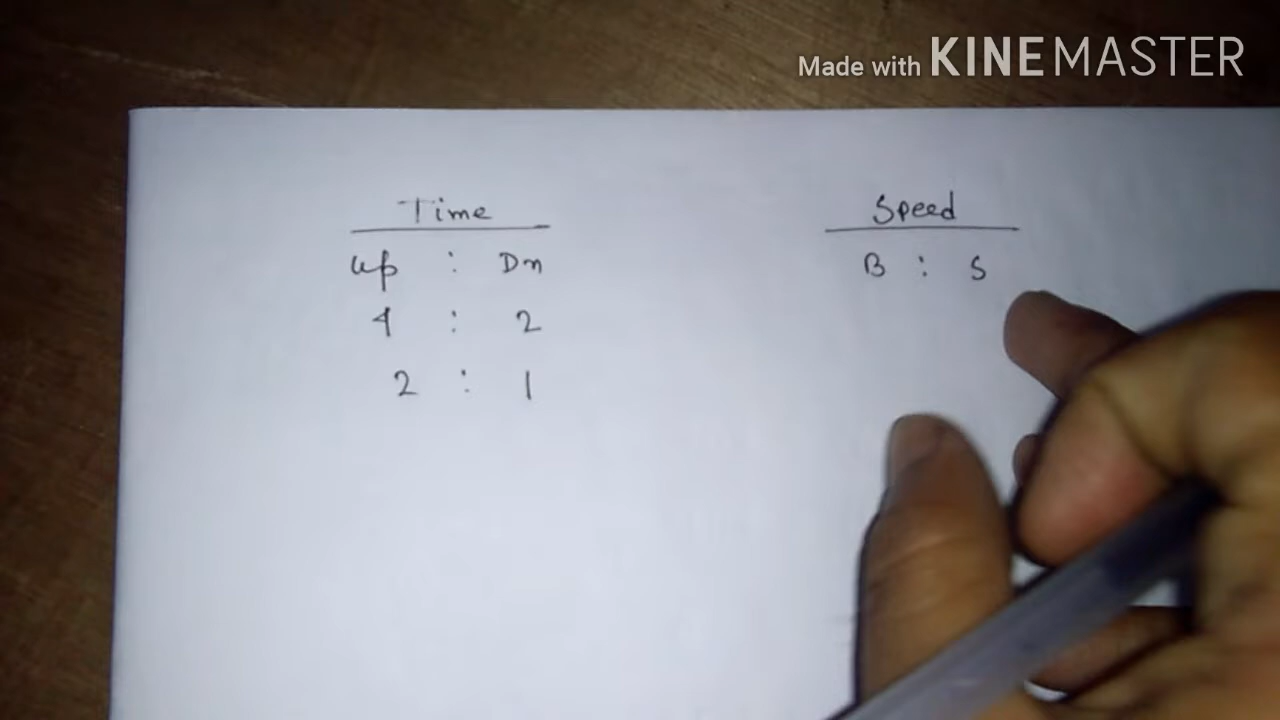 Made with KINEMASTER
Time
Speed
up : Dn
B : S
4 : 2
2 : 1